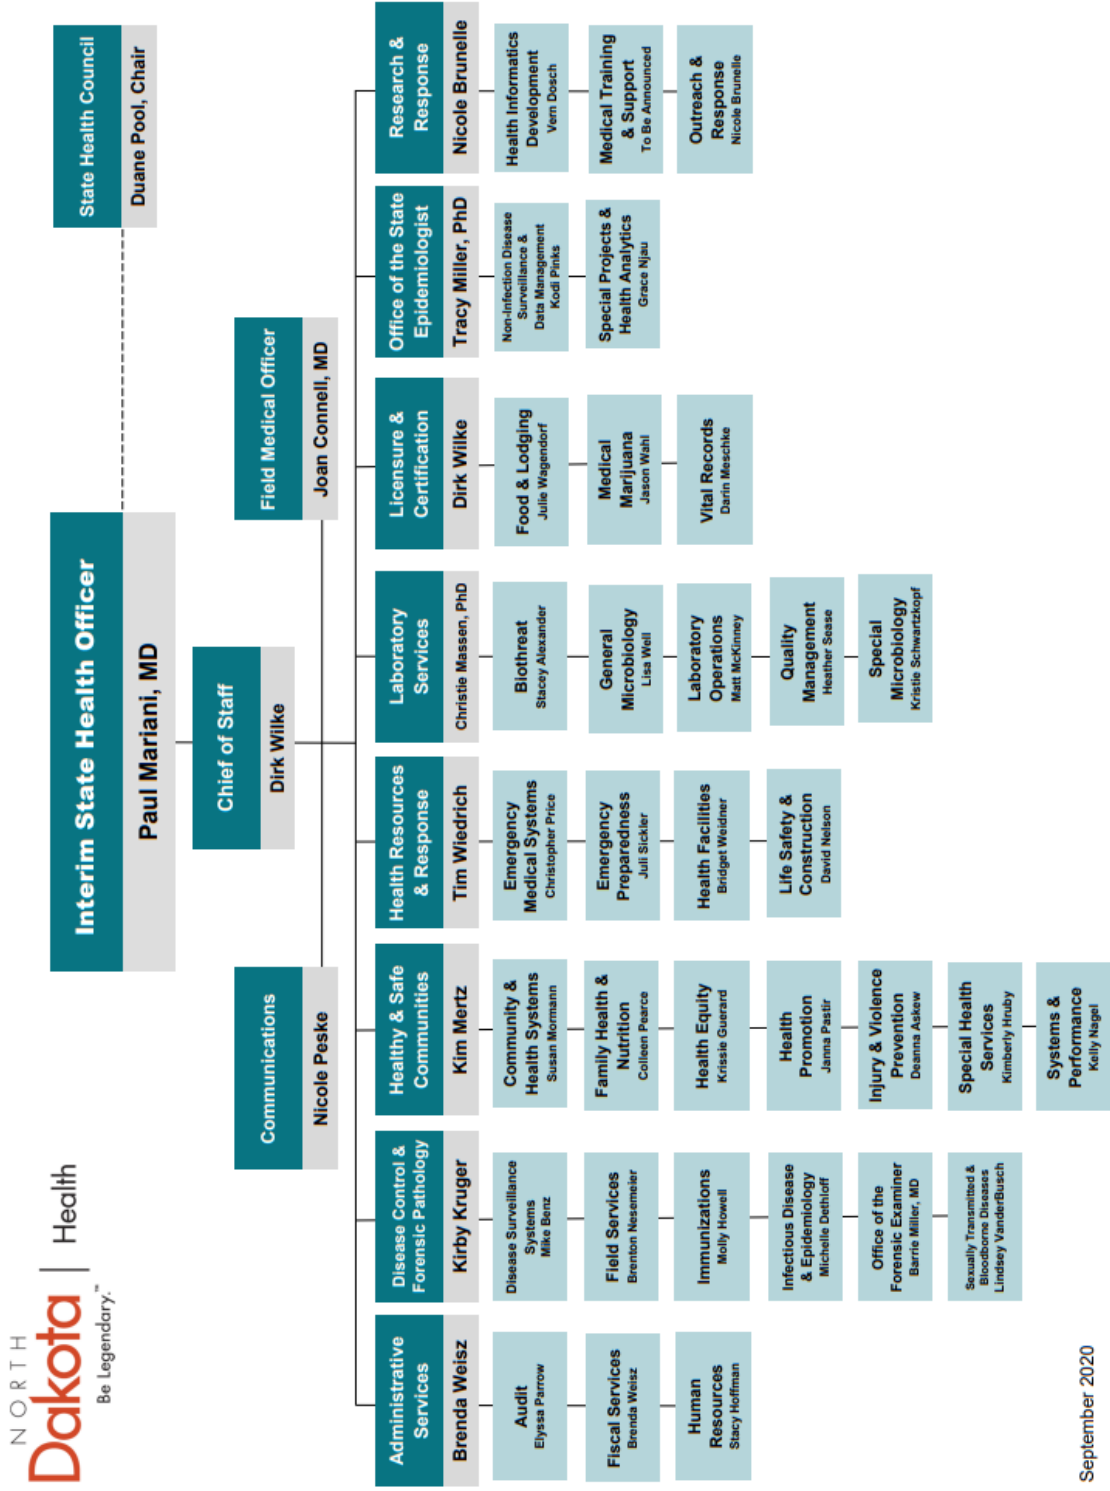 NORTH
Dakota | Health
Be Legendary.™
Interim State Health Officer
Paul Mariani, MD
State Health Council
Duane Pool, Chair
Chief of Staff
Dirk Wilke
Communications
Nicole Peske
Field Medical Officer
Joan Connell, MD
Administrative
Services
Brenda Weisz
Audit
Elyssa Parrow
Fiscal Services
Brenda Weisz
Human
Resources
Stacy Hoffman
Disease Control &
Forensic Pathology
Kirby Kruger
Disease Surveillance
Systems
Mike Benz
Field Services
Brenton Nesemeier
Immunizations
Molly Howell
Infectious Disease
& Epidemiology
Michelle Dethloff
Office of the
Forensic Examiner
Barrie Miller, MD
Sexually Transmitted &
Bloodborne Diseases
Lindsey VanderBusch
Healthy & Safe
Communities
Kim Mertz
Community &
Health Systems
Susan Mormann
Family Health &
Nutrition
Colleen Pearce
Health Equity
Krissie Guerard
Health
Promotion
Janna Pastir
Injury & Violence
Prevention
Deanna Askew
Special Health
Services
Kimberly Hruby
Systems &
Performance
Kelly Nagel
Health Resources
& Response
Tim Wiedrich
Emergency
Medical Systems
Christopher Price
Emergency
Preparedness
Juli Sickler
Health Facilities
Bridget Weidner
Life Safety &
Construction
David Nelson
Laboratory
Services
Christie Massen, PhD
Biothreat
Stacey Alexander
General
Microbiology
Lisa Well
Laboratory
Operations
Matt McKinney
Quality
Management
Heather Sease
Special
Microbiology
Kristie Schwartzkopf
Licensure &
Certification
Dirk Wilke
Food & Lodging
Julie Wagendorf
Medical
Marijuana
Jason Wahl
Vital Records
Darin Meschke
Office of the State
Epidemiologist
Tracy Miller, PhD
Non-Infection Disease
Surveillance &
Data Management
Kodi Pinks
Special Projects &
Health Analytics
Grace Njau
Research &
Response
Nicole Brunelle
Health Informatics
Development
Vern Dosch
Medical Training
& Support
To Be Announced
Outreach &
Response
Nicole Brunelle
September 2020